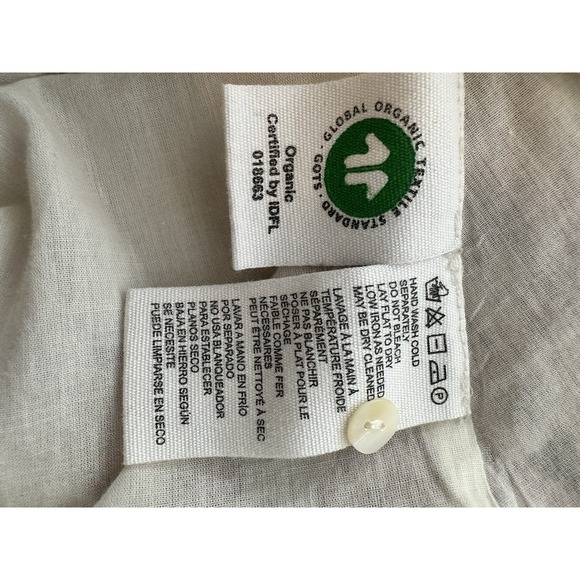 GLOBAL ORGANIC TEXTILE STANDARD · GOTS ·
Organic
Certified by IDFL
018663
HAND WASH COLD
SEPARATELY
DO NOT BLEACH
LAY FLAT TO DRY
LOW IRON AS NEEDED
MAY BE DRY CLEANED
LAVAGE À LA MAIN À
TEMPÉRATURE FROIDE
SÉPARÉMENT
NE PAS BLANCHIR
POSER À PLAT POUR LE
SÉCHAGE
FAIBLE COMME FER
NÉCESSAIRES
PEUT ÊTRE NETTOYÉ À SEC
LAVAR A MANO EN FRÍO
POR SEPARADO
NO USA BLANQUEADOR
PARA ESTABLECER
PLANOS SECO
BAJA EN HIERRO SEGÚN
SE NECESITE
PUEDE LIMPIARSE EN SECO
P